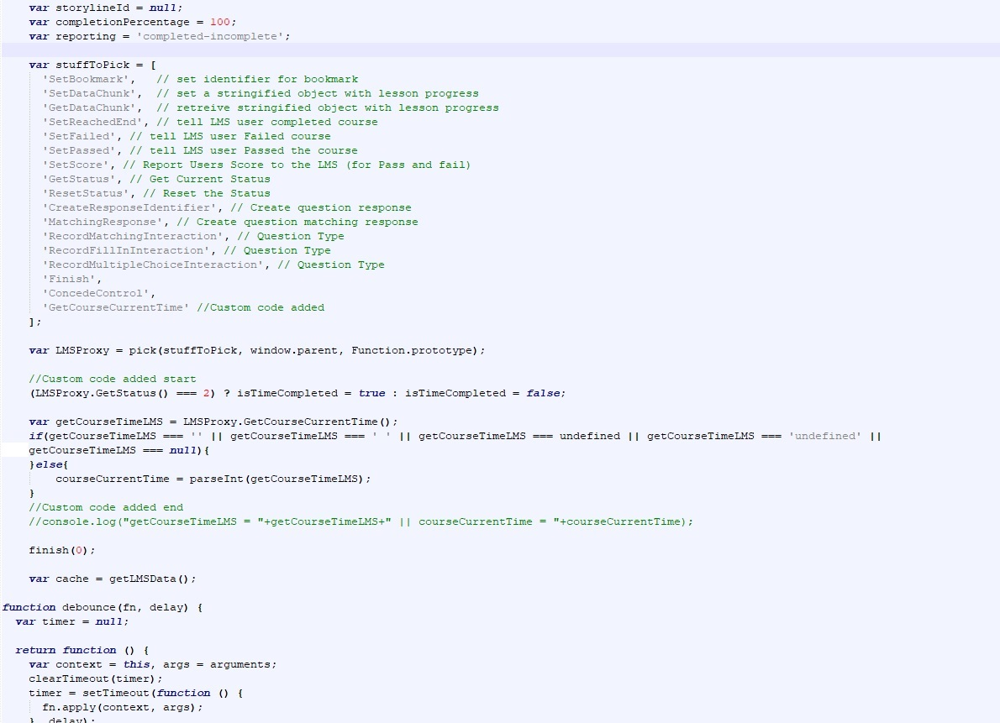 var storylineId = null;
var completionPercentage = 100;
var reporting = 'completed-incomplete';
var stuffToPick = [
'SetBookmark', // set identifier for bookmark
'SetDataChunk', // set a stringified object with lesson progress
'GetDataChunk', // retreive stringified object with lesson progress
'SetReachedEnd', // tell LMS user completed course
'SetFailed', // tell LMS user Failed course
'SetPassed', // tell LMS user Passed the course
'SetScore', // Report Users Score to the LMS (for Pass and fail)
'GetStatus', // Get Current Status
'ResetStatus', // Reset the Status
'CreateResponseIdentifier', // Create question response
'MatchingResponse', // Create question matching response
'RecordMatchingInteraction', // Question Type
'RecordFillInInteraction', // Question Type
'RecordMultipleChoiceInteraction', // Question Type
'Finish',
'ConcedeControl',
'GetCourseCurrentTime' //Custom code added
];
var LMSProxy = pick(stuffToPick, window.parent, Function.prototype);
//Custom code added start
(LMSProxy.GetStatus() === 2) ? isTimeCompleted = true : isTimeCompleted = false;
var getCourseTimeLMS = LMSProxy.GetCourseCurrentTime();
if(getCourseTimeLMS === '' || getCourseTimeLMS === ' ' || getCourseTimeLMS === undefined || getCourseTimeLMS === 'undefined' ||
getCourseTimeLMS === null){
}else{
courseCurrentTime = parseInt(getCourseTimeLMS);
}
//Custom code added end
//console.log("getCourseTimeLMS = "+getCourseTimeLMS+" || courseCurrentTime = "+courseCurrentTime);
finish(0);
var cache = getLMSData();
function debounce(fn, delay) {
var timer = null;
return function () {
var context = this, args = arguments;
clearTimeout(timer);
timer = setTimeout(function () {
fn.apply(context, args);
}, delay);